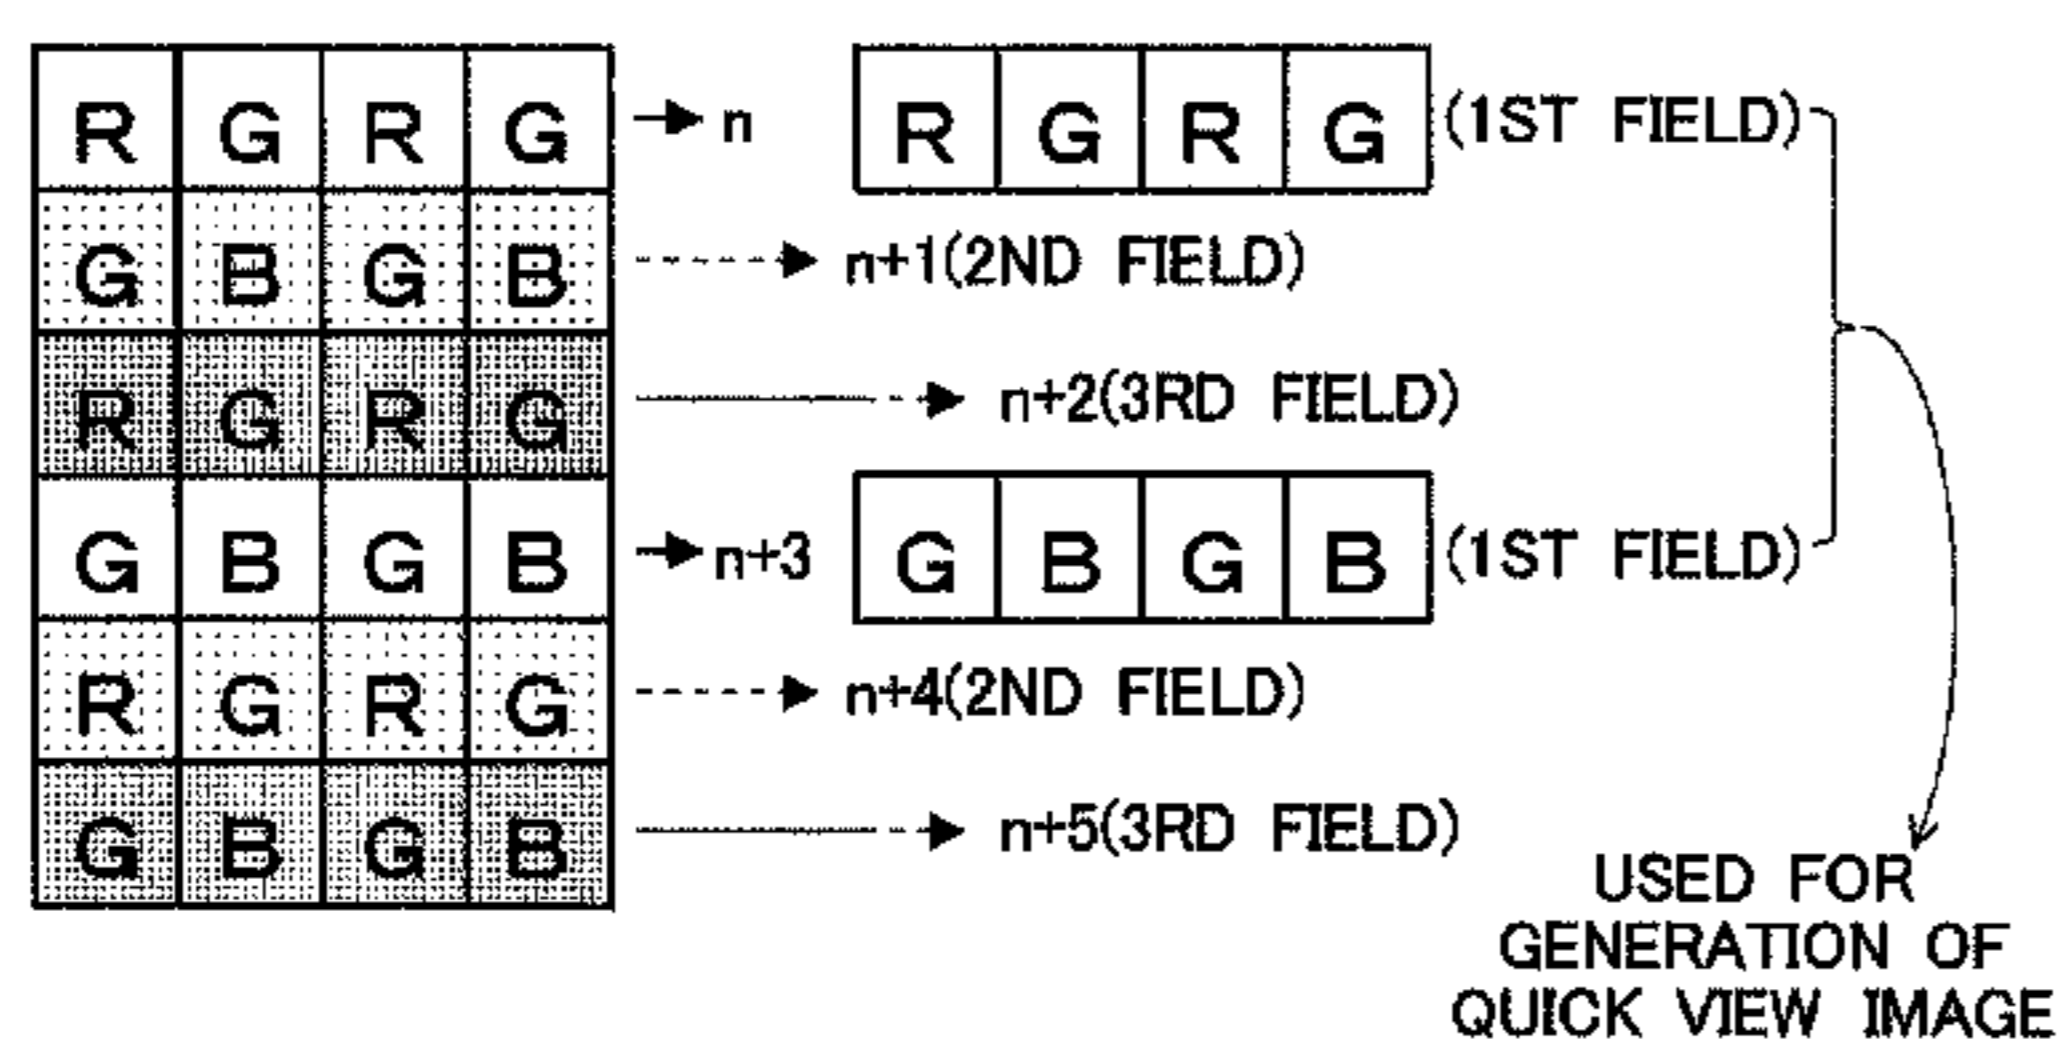 R G R G → n R G R G (1ST FIELD)
G B G B n+1(2ND FIELD)
R G R G n+2(3RD FIELD)
G B G B → n+3 G B G B (1ST FIELD)
R G R G n+4(2ND FIELD)
G B G B n+5(3RD FIELD)
USED FOR
GENERATION OF
QUICK VIEW IMAGE